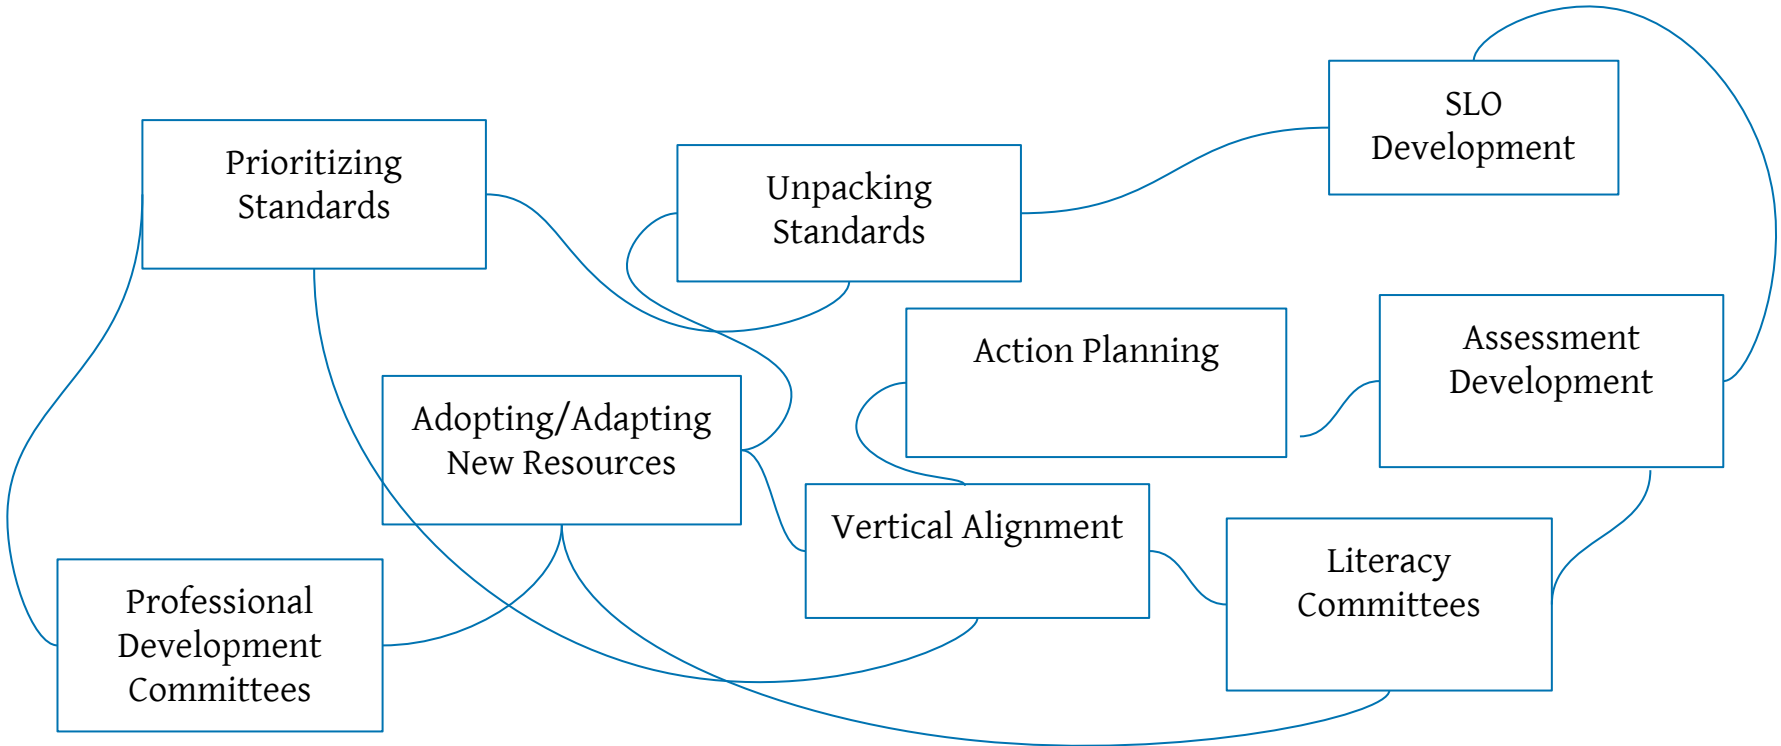 SLO
Development
Prioritizing
Standards
Unpacking
Standards
Action Planning
Assessment
Development
Adopting/Adapting
New Resources
Vertical Alignment
Literacy
Committees
Professional
Development
Committees